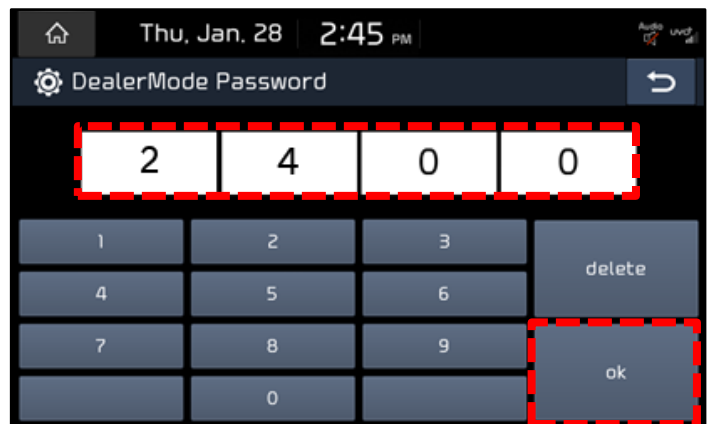 Thu, Jan. 28 2:45 PM Audio UVO
DealerMode Password
2 4 0 0
1 2 3 delete
4 5 6
7 8 9 ok
0